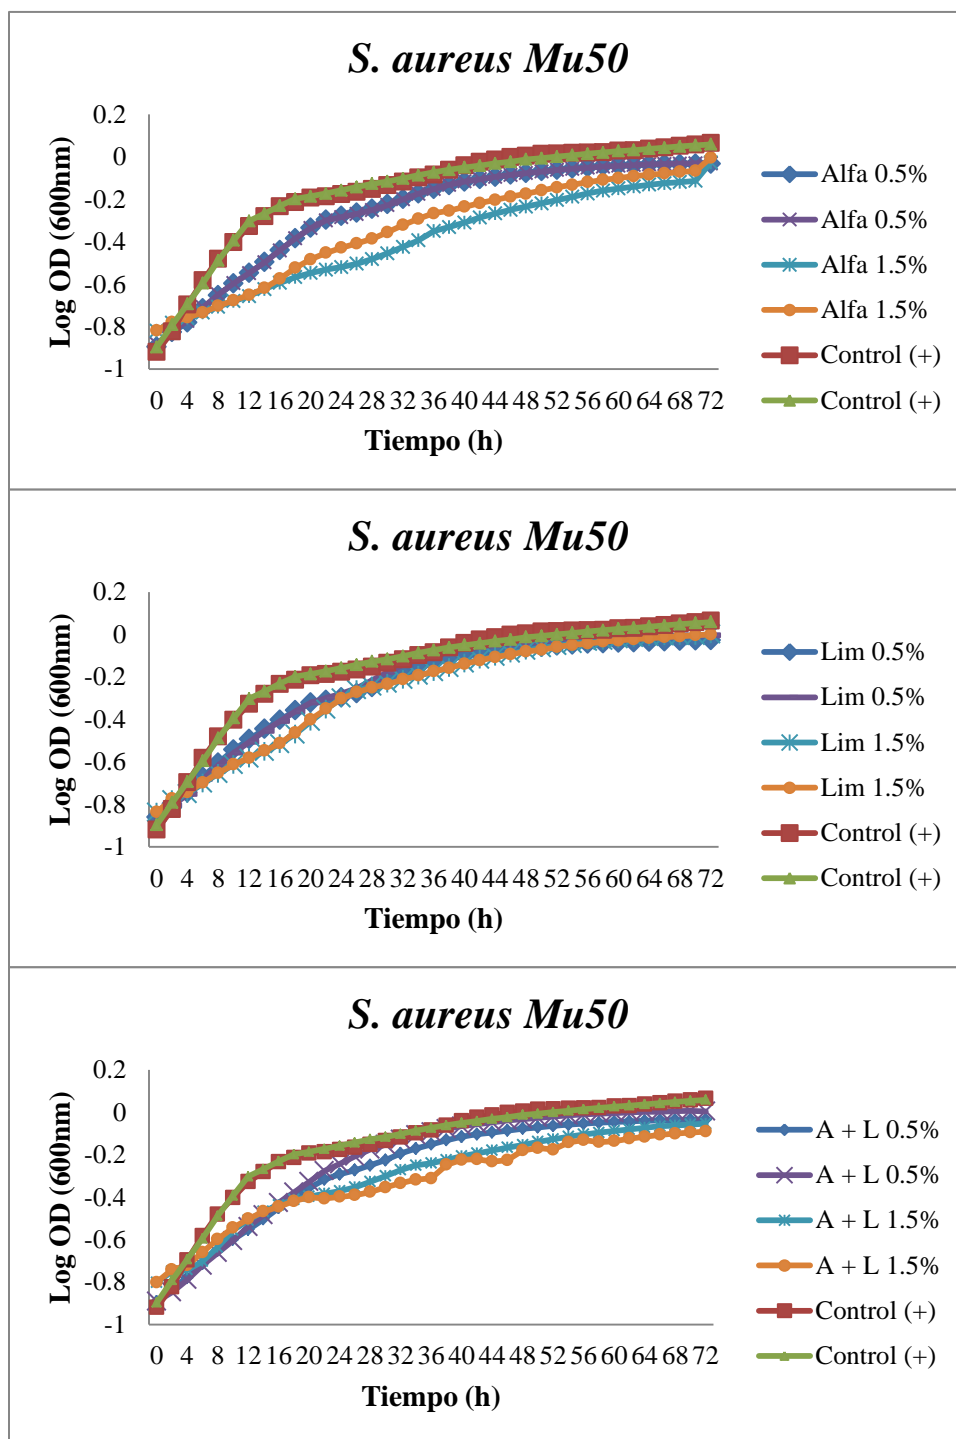 S. aureus Mu50
Log OD (600nm)
0.2
0
-0.2
-0.4
-0.6
-0.8
-1
0 4 8 12 16 20 24 28 32 36 40 44 48 52 56 60 64 68 72
Tiempo (h)
Alfa 0.5%
Alfa 0.5%
Alfa 1.5%
Alfa 1.5%
Control (+)
Control (+)
S. aureus Mu50
Log OD (600nm)
0.2
0
-0.2
-0.4
-0.6
-0.8
-1
0 4 8 12 16 20 24 28 32 36 40 44 48 52 56 60 64 68 72
Tiempo (h)
Lim 0.5%
Lim 0.5%
Lim 1.5%
Lim 1.5%
Control (+)
Control (+)
S. aureus Mu50
Log OD (600nm)
0.2
0
-0.2
-0.4
-0.6
-0.8
-1
0 4 8 12 16 20 24 28 32 36 40 44 48 52 56 60 64 68 72
Tiempo (h)
A + L 0.5%
A + L 0.5%
A + L 1.5%
A + L 1.5%
Control (+)
Control (+)